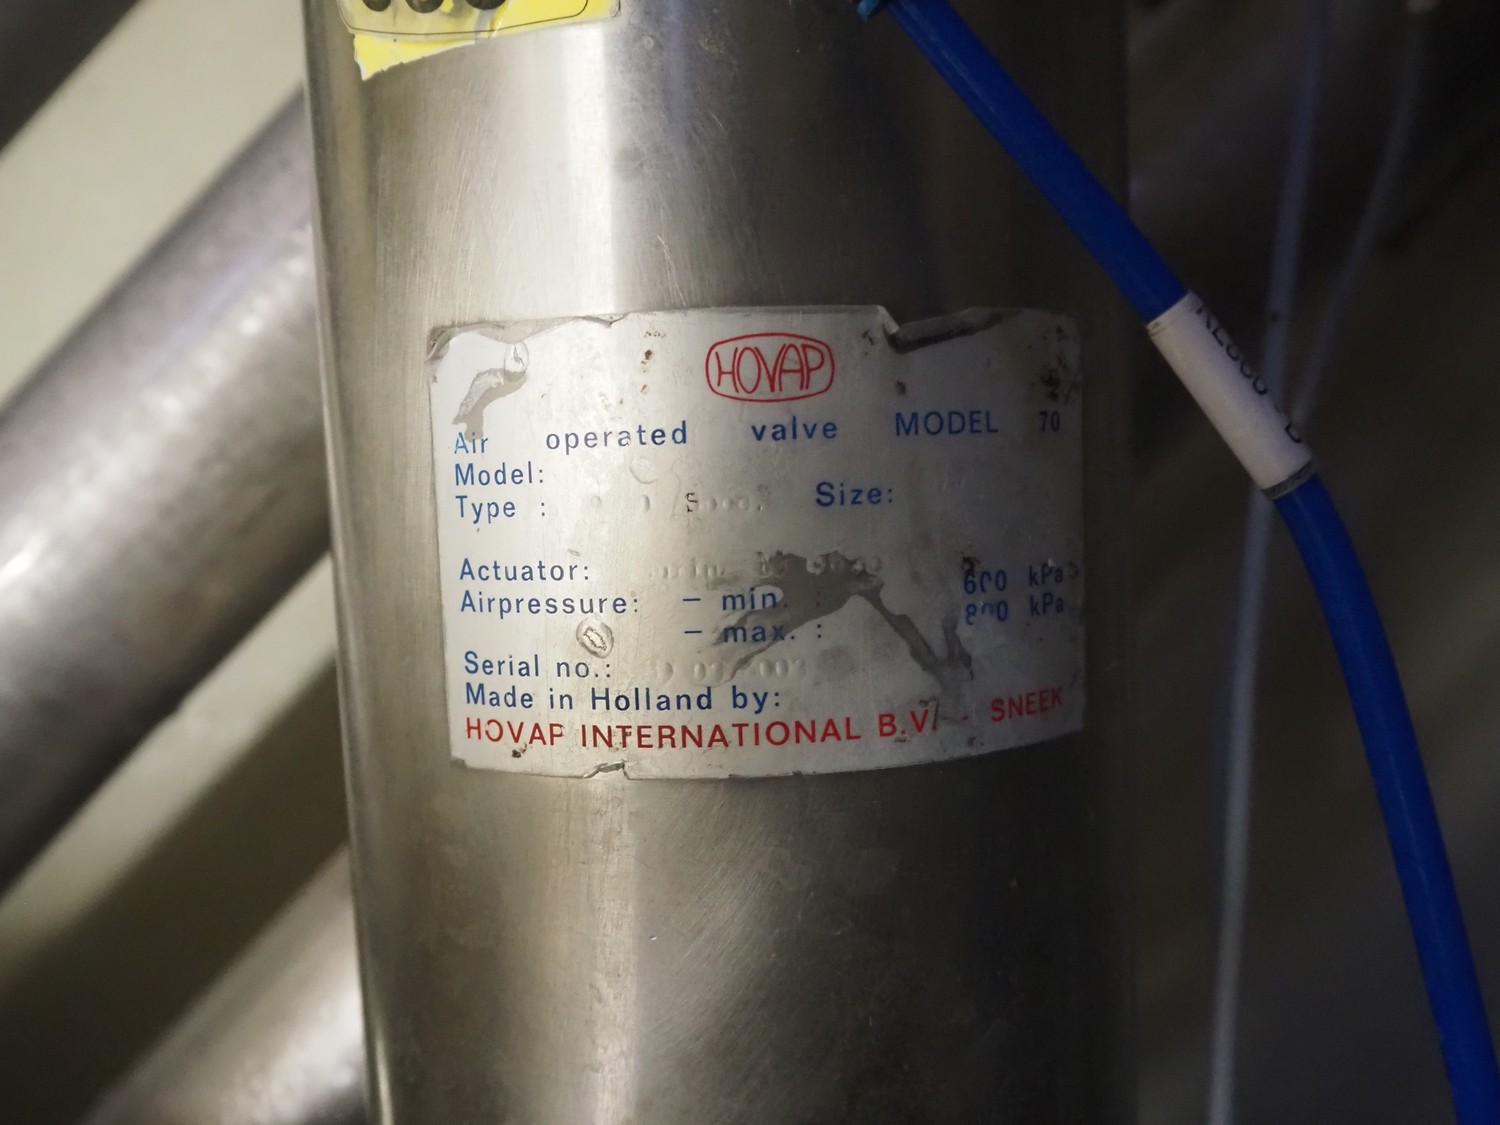 HOVAP
Air operated valve MODEL 70
Model:
Type : Size:
Actuator:
Airpressure: – min. : 600 kPa
– max. : 800 kPa
Serial no.:
Made in Holland by:
HOVAP INTERNATIONAL B.V. - SNEEK